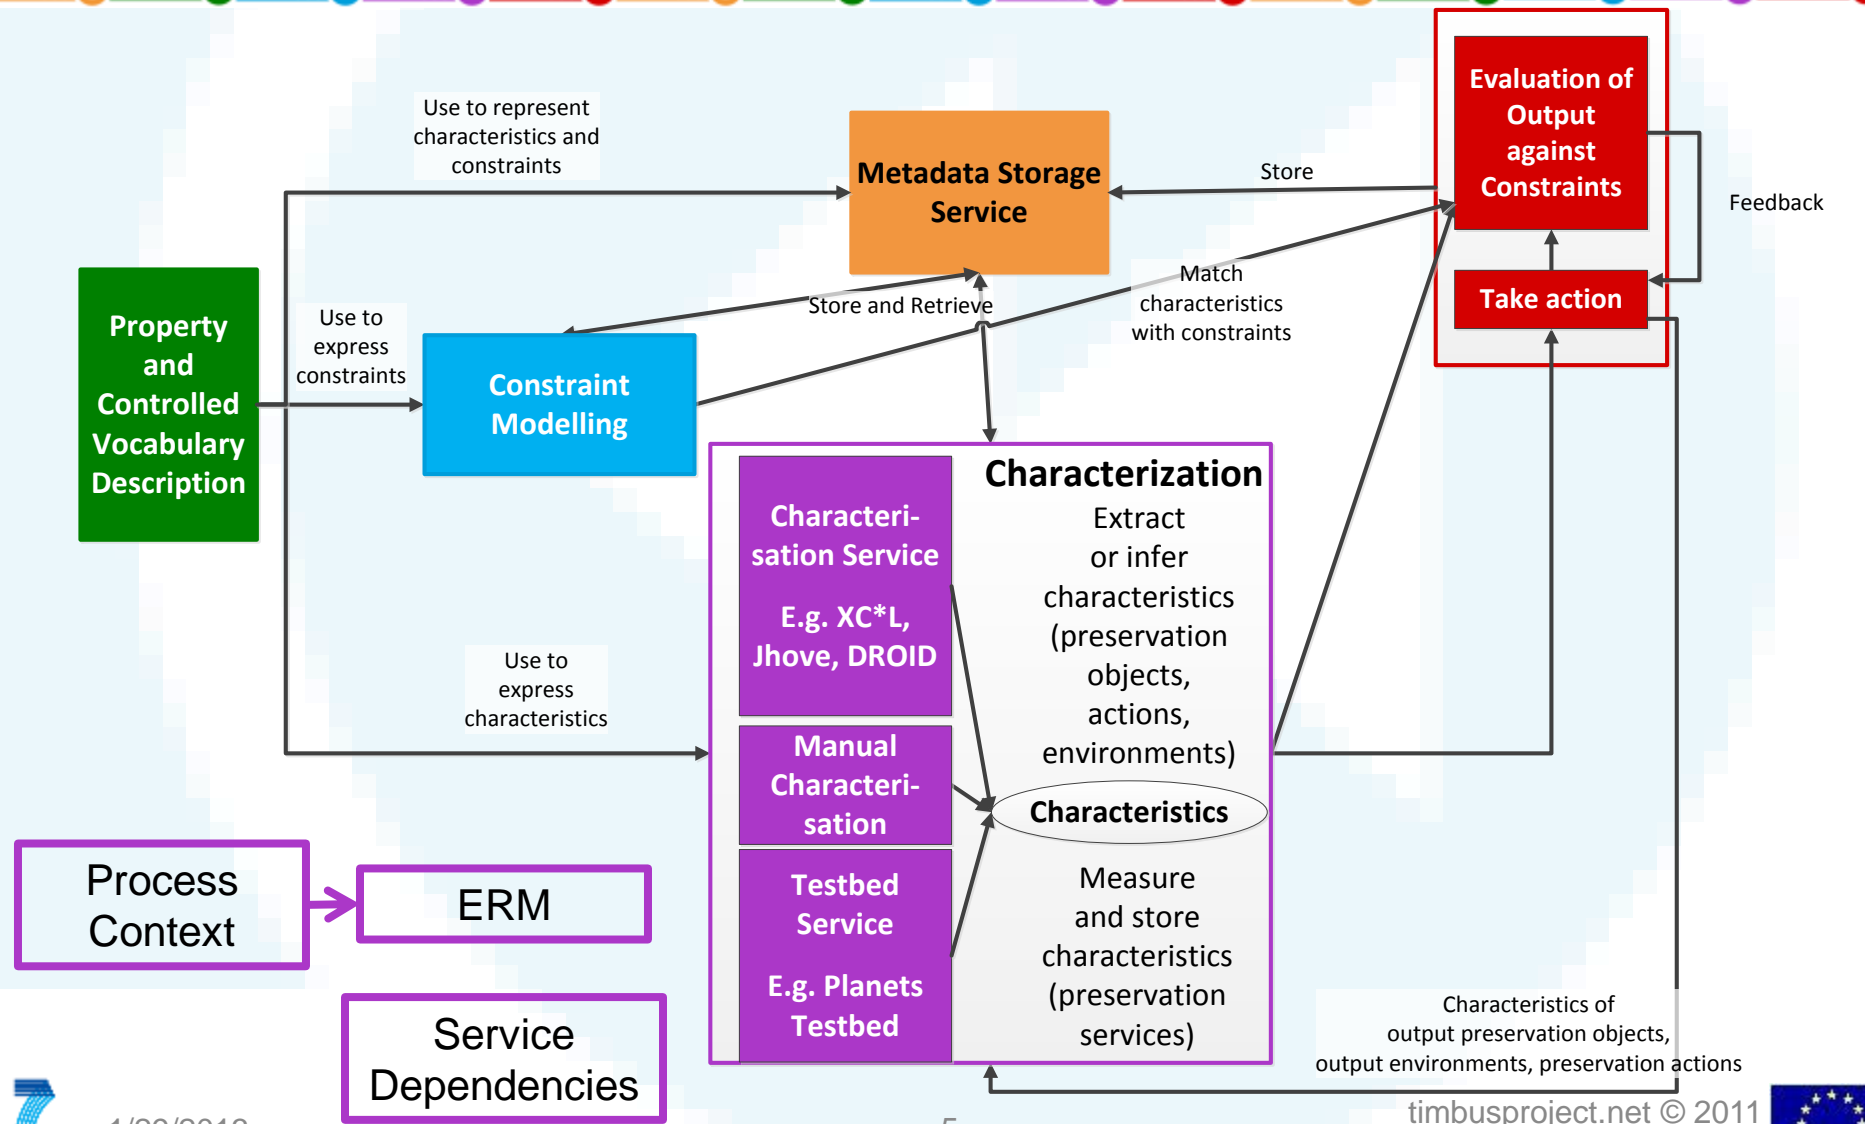 Use to represent
characteristics and
constraints
Metadata Storage
Service
Store
Evaluation of
Output
against
Constraints
Feedback
Take action
Match
characteristics
with constraints
Store and Retrieve
Property
and
Controlled
Vocabulary
Description
Use to
express
constraints
Constraint
Modelling
Use to
express
characteristics
Characteri-
sation Service
E.g. XC*L,
Jhove, DROID
Manual
Characteri-
sation
Testbed
Service
E.g. Planets
Testbed
Characterization
Extract
or infer
characteristics
(preservation
objects,
actions,
environments)
Characteristics
Measure
and store
characteristics
(preservation
services)
Process
Context
ERM
Service
Dependencies
Characteristics of
output preservation objects,
output environments, preservation actions
timbusproject.net © 2011